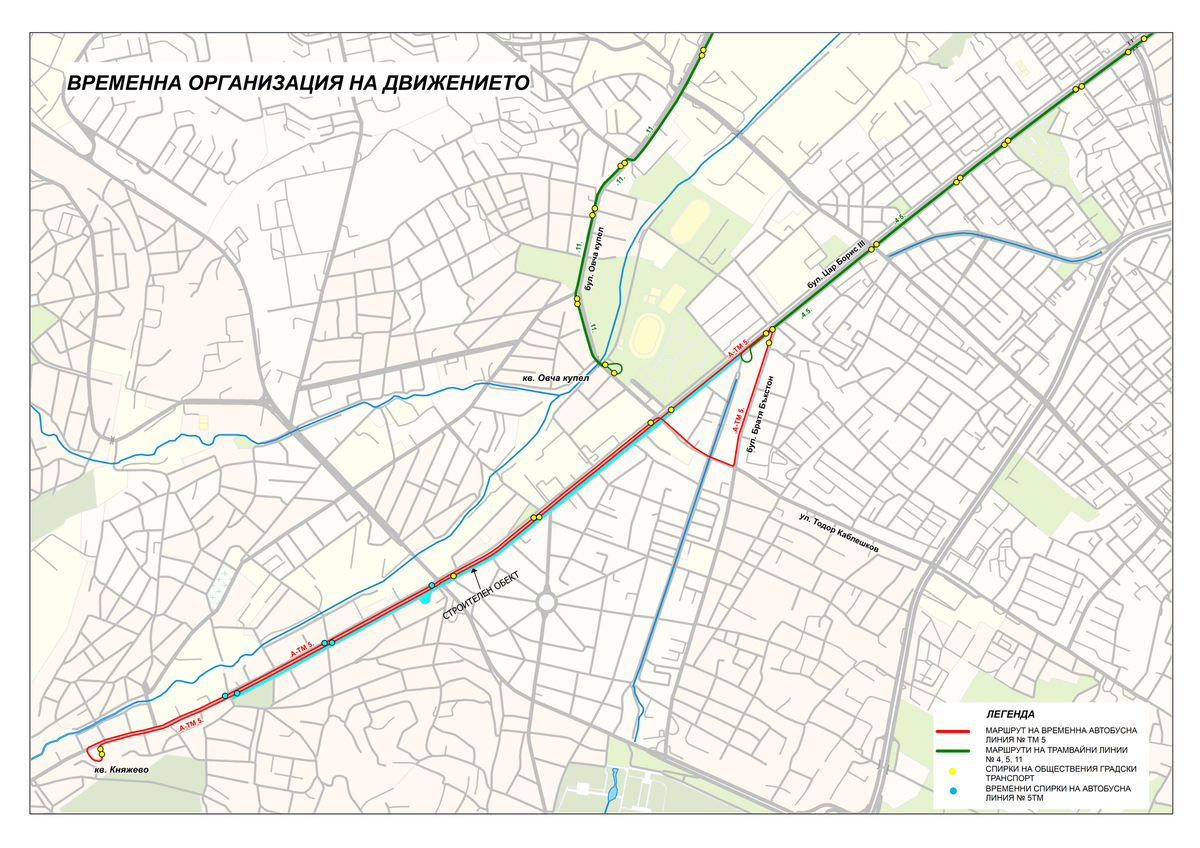 ВРЕМЕННА ОРГАНИЗАЦИЯ НА ДВИЖЕНИЕТО
11.
.11.
.11.
.11.
.11.
бул. Овча купел
4.5.
бул. Цар Борис III
.4.5.
А-ТМ 5.
кв. Овча купел
А-ТМ 5.
бул. Братя Бъкстон
ул. Тодор Каблешков
СТРОИТЕЛЕН ОБЕКТ
А-ТМ 5.
А-ТМ 5.
кв. Княжево
ЛЕГЕНДА
МАРШРУТ НА ВРЕМЕННА АВТОБУСНА
ЛИНИЯ № ТМ 5
МАРШРУТИ НА ТРАМВАЙНИ ЛИНИИ
№ 4, 5, 11
СПИРКИ НА ОБЩЕСТВЕНИЯ ГРАДСКИ
ТРАНСПОРТ
ВРЕМЕННИ СПИРКИ НА АВТОБУСНА
ЛИНИЯ № 5ТМ